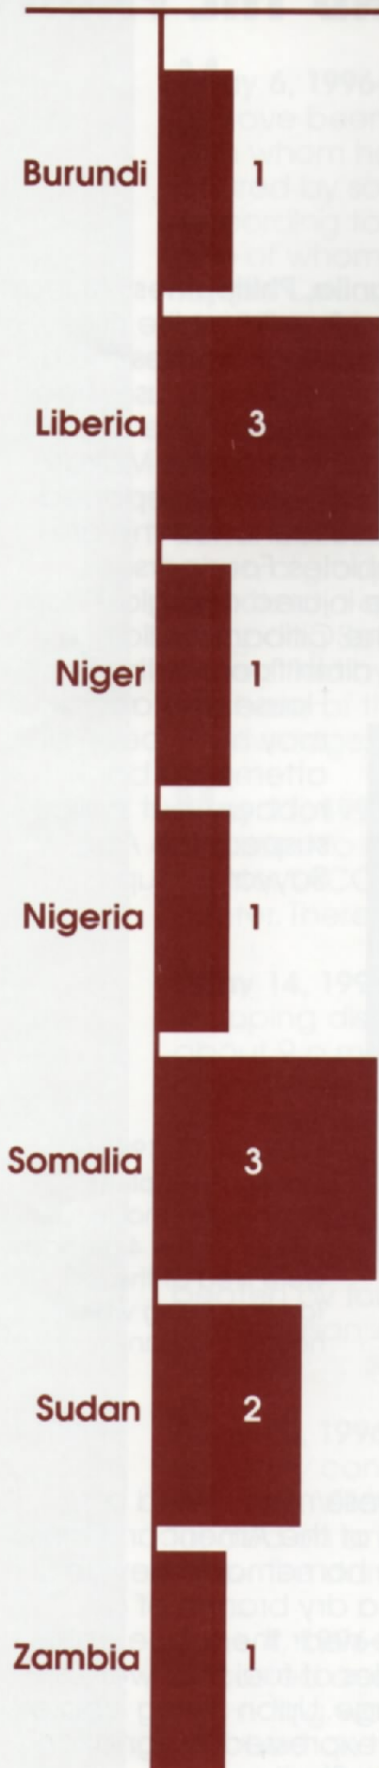 Burundi 1
Liberia 3
Niger 1
Nigeria 1
Somalia 3
Sudan 2
Zambia 1